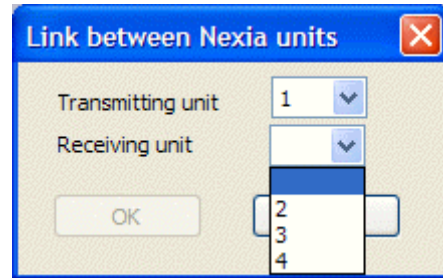 Link between Nexia units
Transmitting unit 1
Receiving unit
2
OK
3
4